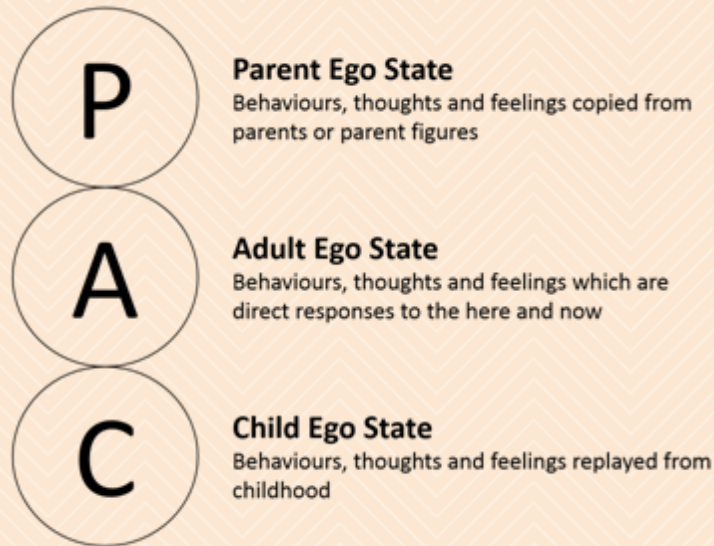 P
Parent Ego State
Behaviours, thoughts and feelings copied from
parents or parent figures
A
Adult Ego State
Behaviours, thoughts and feelings which are
direct responses to the here and now
C
Child Ego State
Behaviours, thoughts and feelings replayed from
childhood